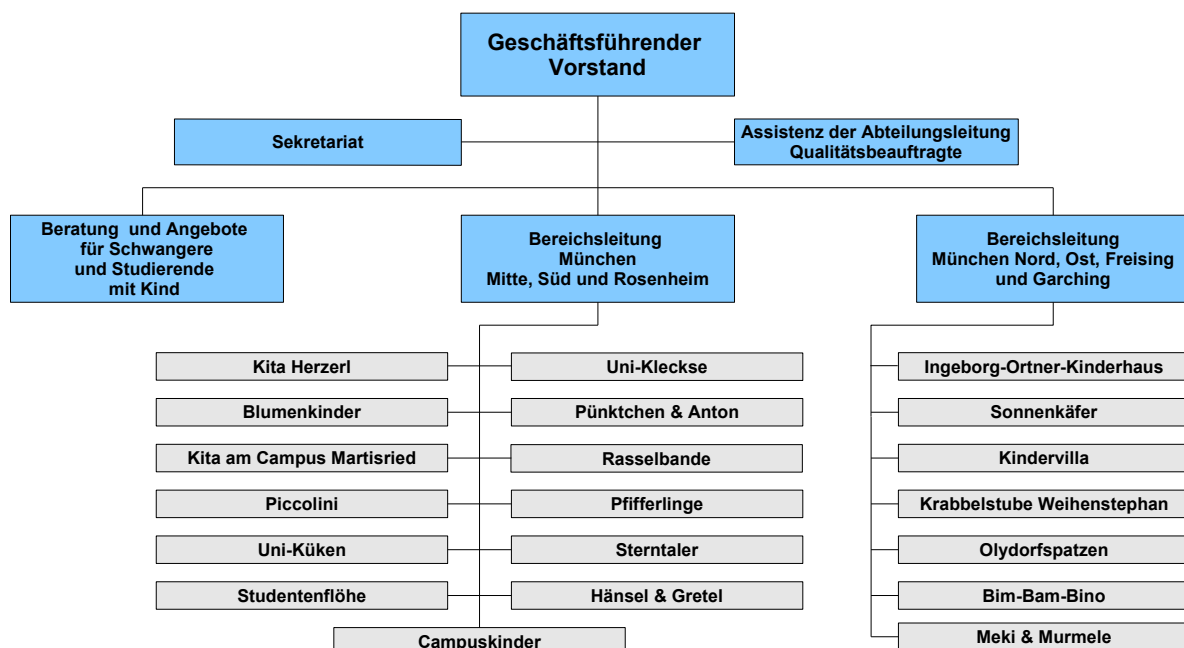 Geschäftsführender
Vorstand
Sekretariat
Assistenz der Abteilungsleitung
Qualitätsbeauftragte
Beratung und Angebote
für Schwangere
und Studierende
mit Kind
Bereichsleitung
München
Mitte, Süd und Rosenheim
Bereichsleitung
München Nord, Ost, Freising
und Garching
Kita Herzerl
Uni-Kleckse
Blumenkinder
Pünktchen & Anton
Kita am Campus Martisried
Rasselbande
Piccolini
Pfifferlinge
Uni-Küken
Sterntaler
Studentenflöhe
Hänsel & Gretel
Campuskinder
Ingeborg-Ortner-Kinderhaus
Sonnenkäfer
Kindervilla
Krabbelstube Weihenstephan
Olydorfspatzen
Bim-Bam-Bino
Meki & Murmele